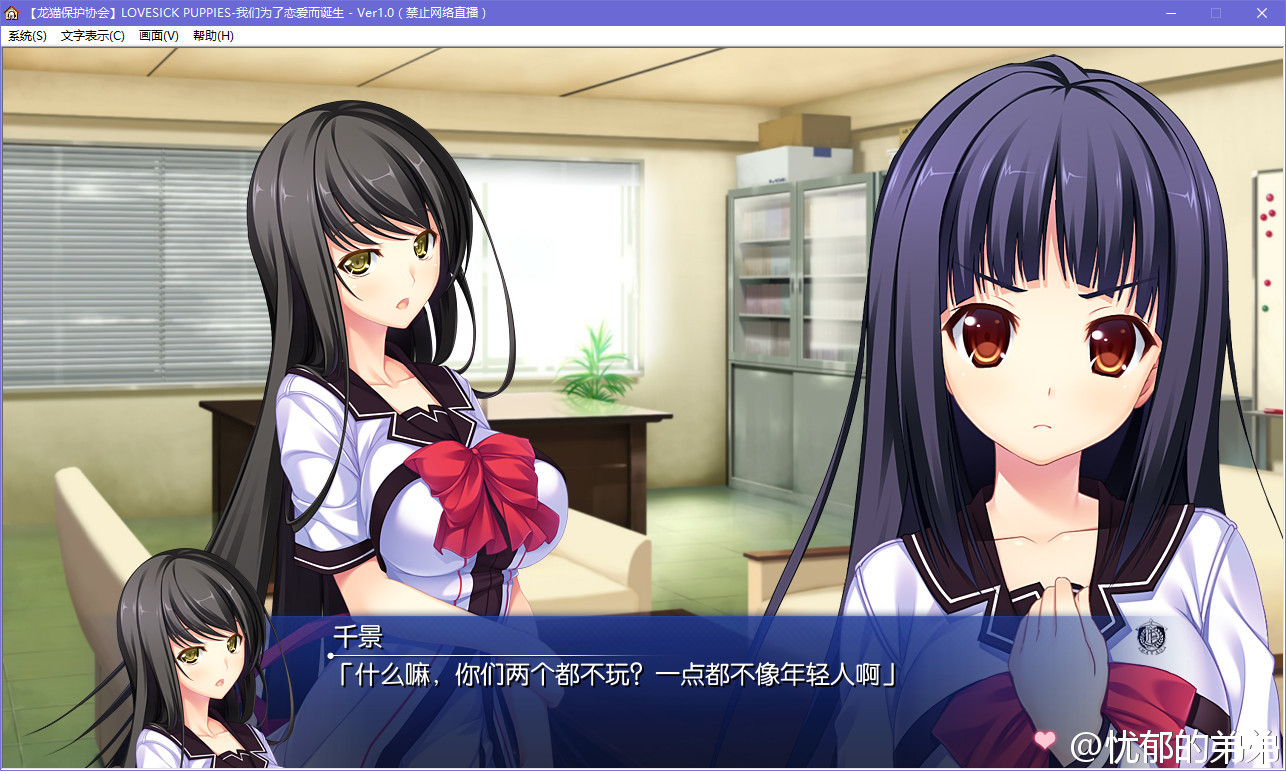 【龙猫保护协会】LOVESICK PUPPIES-我们为了恋爱而诞生 - Ver1.0 ( 禁止网络直播 )
系统(S) 文字表示(C) 画面(V) 帮助(H)
千景
「什么嘛，你们两个都不玩？一点都不像年轻人啊」
@忧郁的弟弟